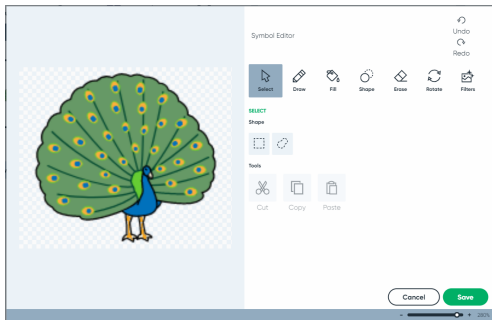 Symbol Editor
Undo
Redo
Select Draw Fill Shape Erase Rotate Filters
SELECT
Shape
Tools
Cut Copy Paste
Cancel Save
- +